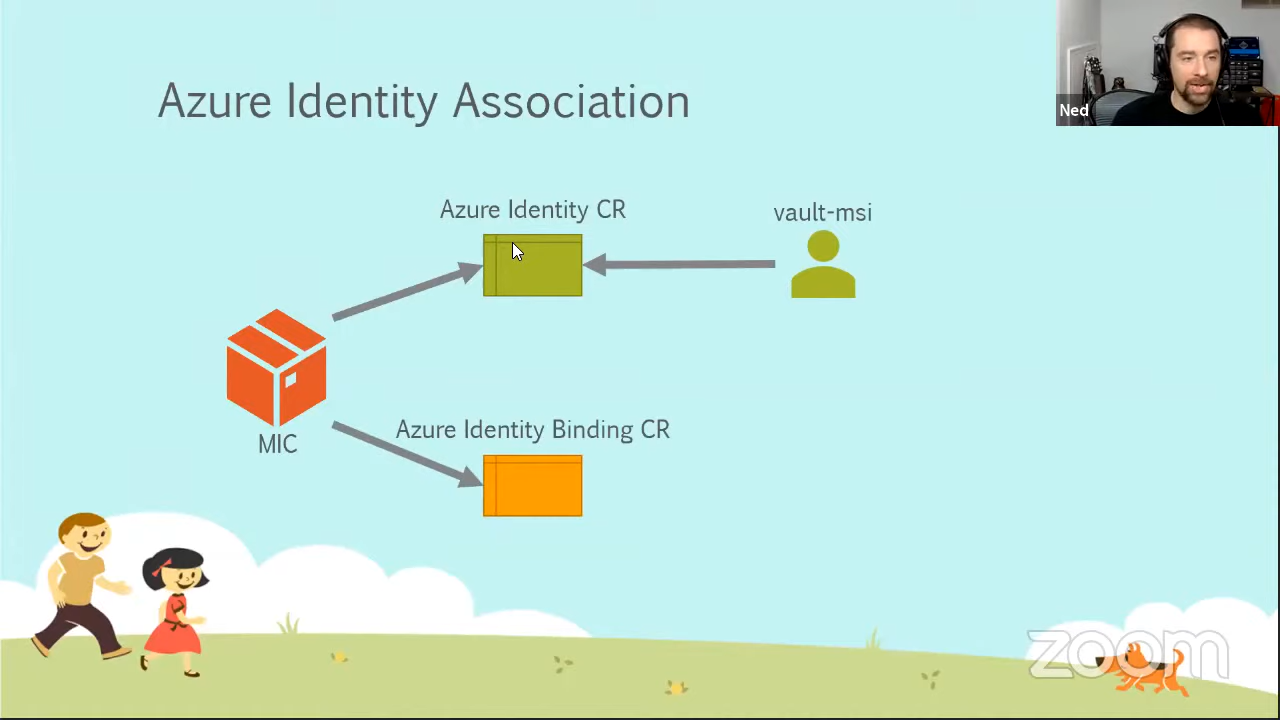 Azure Identity Association
Ned
Azure Identity CR
vault-msi
MIC
Azure Identity Binding CR
zoom